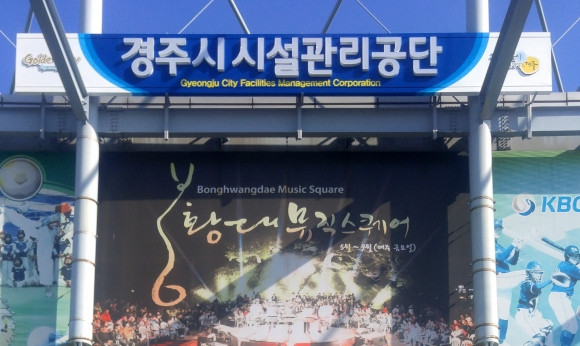 경주시시설관리공단
Gyeongju City Facilities Management Corporation
Bonghwangdae Music Square
봉황대뮤직스퀘어
KBO